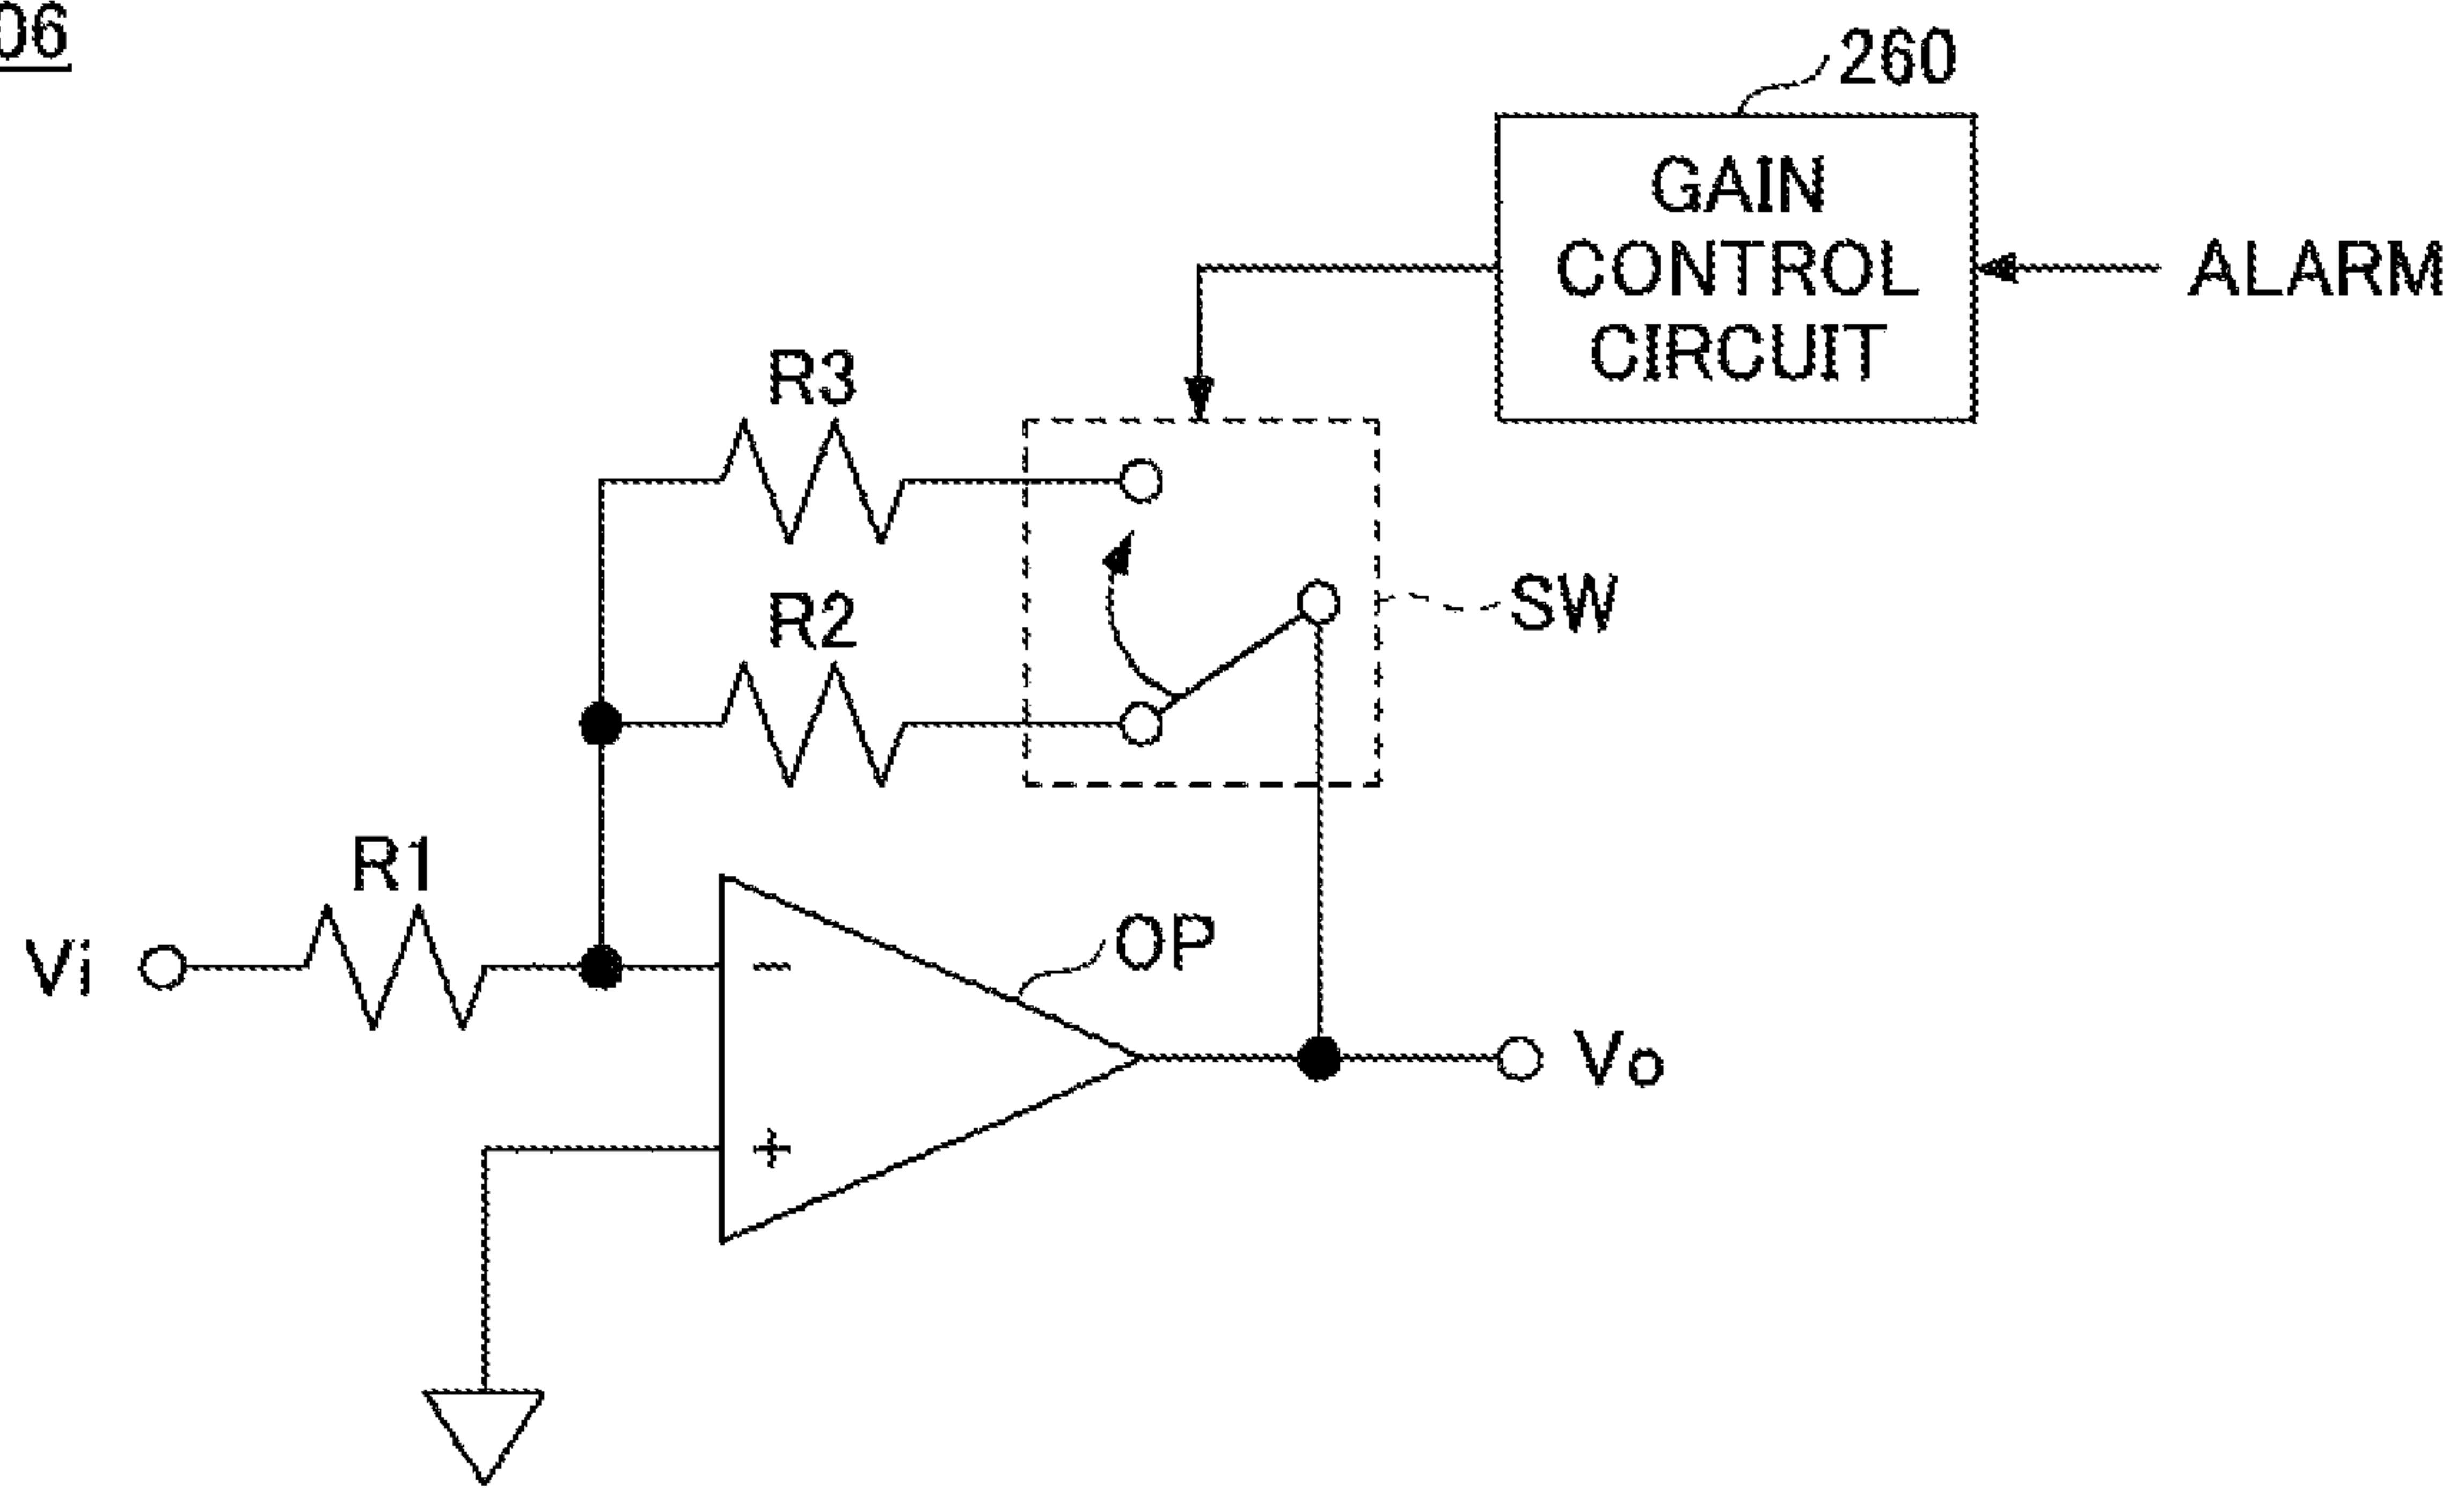 06
260
GAIN
CONTROL
CIRCUIT
ALARM
R3
R2
SW
R1
Vi
OP
−
+
Vo